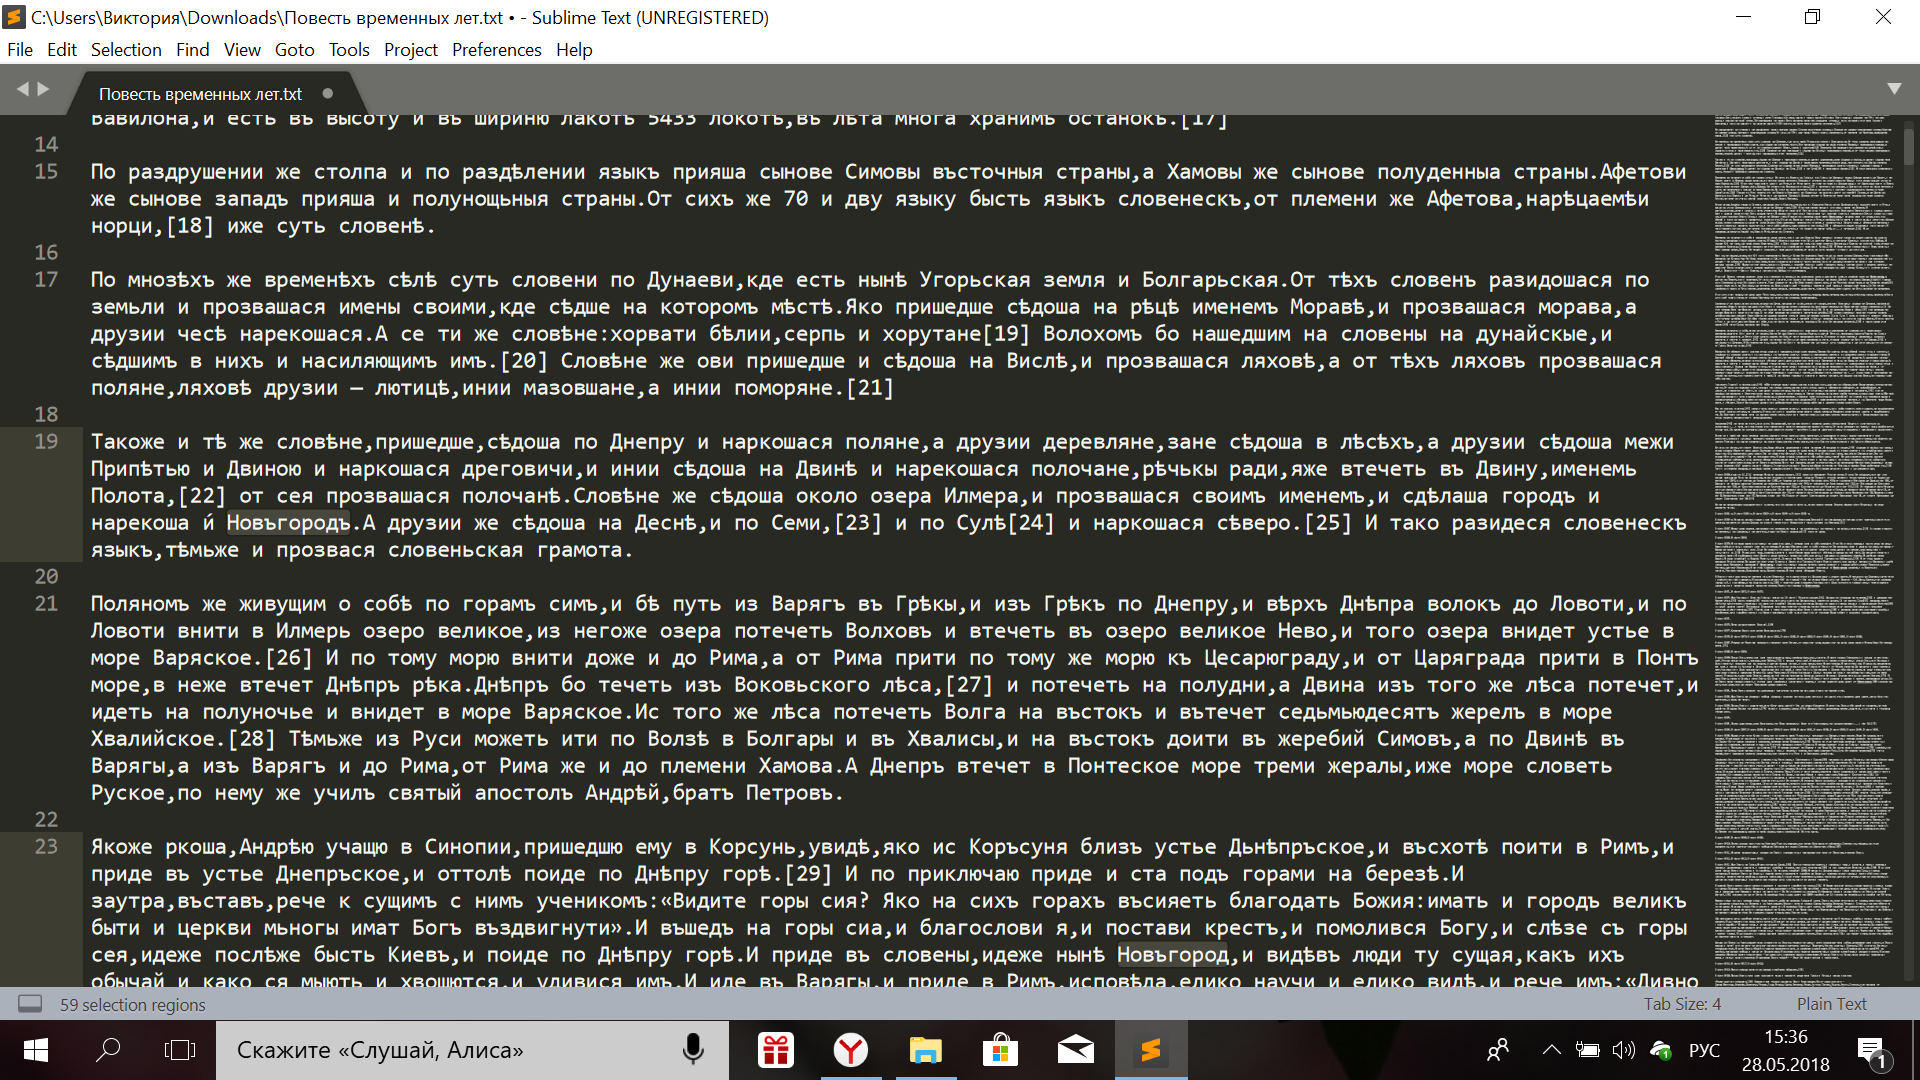 C:\Users\Виктория\Downloads\Повесть временных лет.txt • - Sublime Text (UNREGISTERED)
File Edit Selection Find View Goto Tools Project Preferences Help
Повесть временных лет.txt
Вавилона,и есть въ высоту и въ ширину лакотъ 5433 локоть,въ лѣта многа хранимъ останокъ.[17]
14
15 По раздрушении же столпа и по раздѣлении языкъ прияша сынове Симовы въсточныя страны,а Хамовы же сынове полуденныа страны.Афетови
же сынове западъ прияша и полунощьныя страны.От сихъ же 70 и дву языку бысть языкъ словенескъ,от племени же Афетова,нарѣцаемѣи
норци,[18] иже суть словенѣ.
16
17 По мнозѣхъ же временѣхъ сѣлѣ суть словени по Дунаеви,кде есть нынѣ Угорьская земля и Болгарьская.От тѣхъ словенъ разидошася по
земьли и прозвашася имены своими,кде сѣдше на которомъ мѣстѣ.Яко пришедше сѣдоша на рѣцѣ именемъ Моравѣ,и прозвашася морава,а
друзии чесѣ нарекошася.А се ти же словѣне:хорвати бѣлии,серпь и хорутане[19] Волохомъ бо нашедшим на словены на дунайскые,и
сѣдшимъ в нихъ и насиляющимъ имъ.[20] Словѣне же ови пришедше и сѣдоша на Вислѣ,и прозвашася ляховѣ,а от тѣхъ ляховъ прозвашася
поляне,ляховѣ друзии — лютицѣ,инии мазовшане,а инии поморяне.[21]
18
19 Такоже и тѣ же словѣне,пришедше,сѣдоша по Днепру и наркошася поляне,а друзии деревляне,зане сѣдоша в лѣсѣхъ,а друзии сѣдоша межи
Припѣтью и Двиною и наркошася дреговичи,и инии сѣдоша на Двинѣ и нарекошася полочане,рѣчькы ради,яже втечеть въ Двину,именемь
Полота,[22] от сея прозвашася полочанѣ.Словѣне же сѣдоша около озера Илмера,и прозвашася своимъ именемъ,и сдѣлаша городъ и
нарекоша и́ Новъгородъ.А друзии же сѣдоша на Деснѣ,и по Семи,[23] и по Сулѣ[24] и наркошася сѣверо.[25] И тако разидеся словенескъ
языкъ,тѣмьже и прозвася словеньская грамота.
20
21 Поляномъ же живущим о собѣ по горамъ симъ,и бѣ путь из Варягъ въ Грѣкы,и изъ Грѣкъ по Днепру,и вѣрхъ Днѣпра волокъ до Ловоти,и по
Ловоти внити в Илмерь озеро великое,из негоже озера потечеть Волховъ и втечеть въ озеро великое Нево,и того озера внидет устье в
море Варяское.[26] И по тому морю внити доже и до Рима,а от Рима прити по тому же морю къ Цесарюграду,и от Царяграда прити в Понтъ
море,в неже втечет Днѣпръ рѣка.Днѣпръ бо течеть изъ Воковьского лѣса,[27] и потечеть на полудни,а Двина изъ того же лѣса потечет,и
идеть на полуночье и внидет в море Варяское.Ис того же лѣса потечеть Волга на въстокъ и вътечет седьмьюдесятъ жерелъ в море
Хвалийское.[28] Тѣмьже из Руси можеть ити по Волзѣ в Болгары и въ Хвалисы,и на въстокъ доити въ жеребий Симовъ,а по Двинѣ въ
Варягы,а изъ Варягъ и до Рима,от Рима же и до племени Хамова.А Днепръ втечет в Понтеское море треми жералы,иже море словеть
Руское,по нему же училъ святый апостолъ Андрѣй,братъ Петровъ.
22
23 Якоже ркоша,Андрѣю учащю в Синопии,пришедшю ему в Корсунь,увидѣ,яко ис Коръсуня близъ устье Дьнѣпръское,и въсхотѣ поити в Римъ,и
приде въ устье Днепръское,и оттолѣ поиде по Днѣпру горѣ.[29] И по приключаю приде и ста подъ горами на березѣ.И
заутра,въставъ,рече к сущимъ с нимъ ученикомъ:«Видите горы сия? Яко на сихъ горахъ въсияеть благодать Божия:имать и городъ великъ
быти и церкви мьногы имат Богъ въздвигнути».И въшедъ на горы сиа,и благослови я,и постави крестъ,и помолився Богу,и слѣзе съ горы
сея,идеже послѣже бысть Киевъ,и поиде по Днѣпру горѣ.И приде въ словены,идеже нынѣ Новъгород,и видѣвъ люди ту сущая,какъ ихъ
обычай и како ся мыють и хвощются,и удивися имъ.И иде въ Варягы,и приде в Римъ,исповѣда,елико научи и елико видѣ,и рече имъ:«Дивно
59 selection regions Tab Size: 4 Plain Text
Скажите «Слушай, Алиса» РУС 15:36
28.05.2018 1